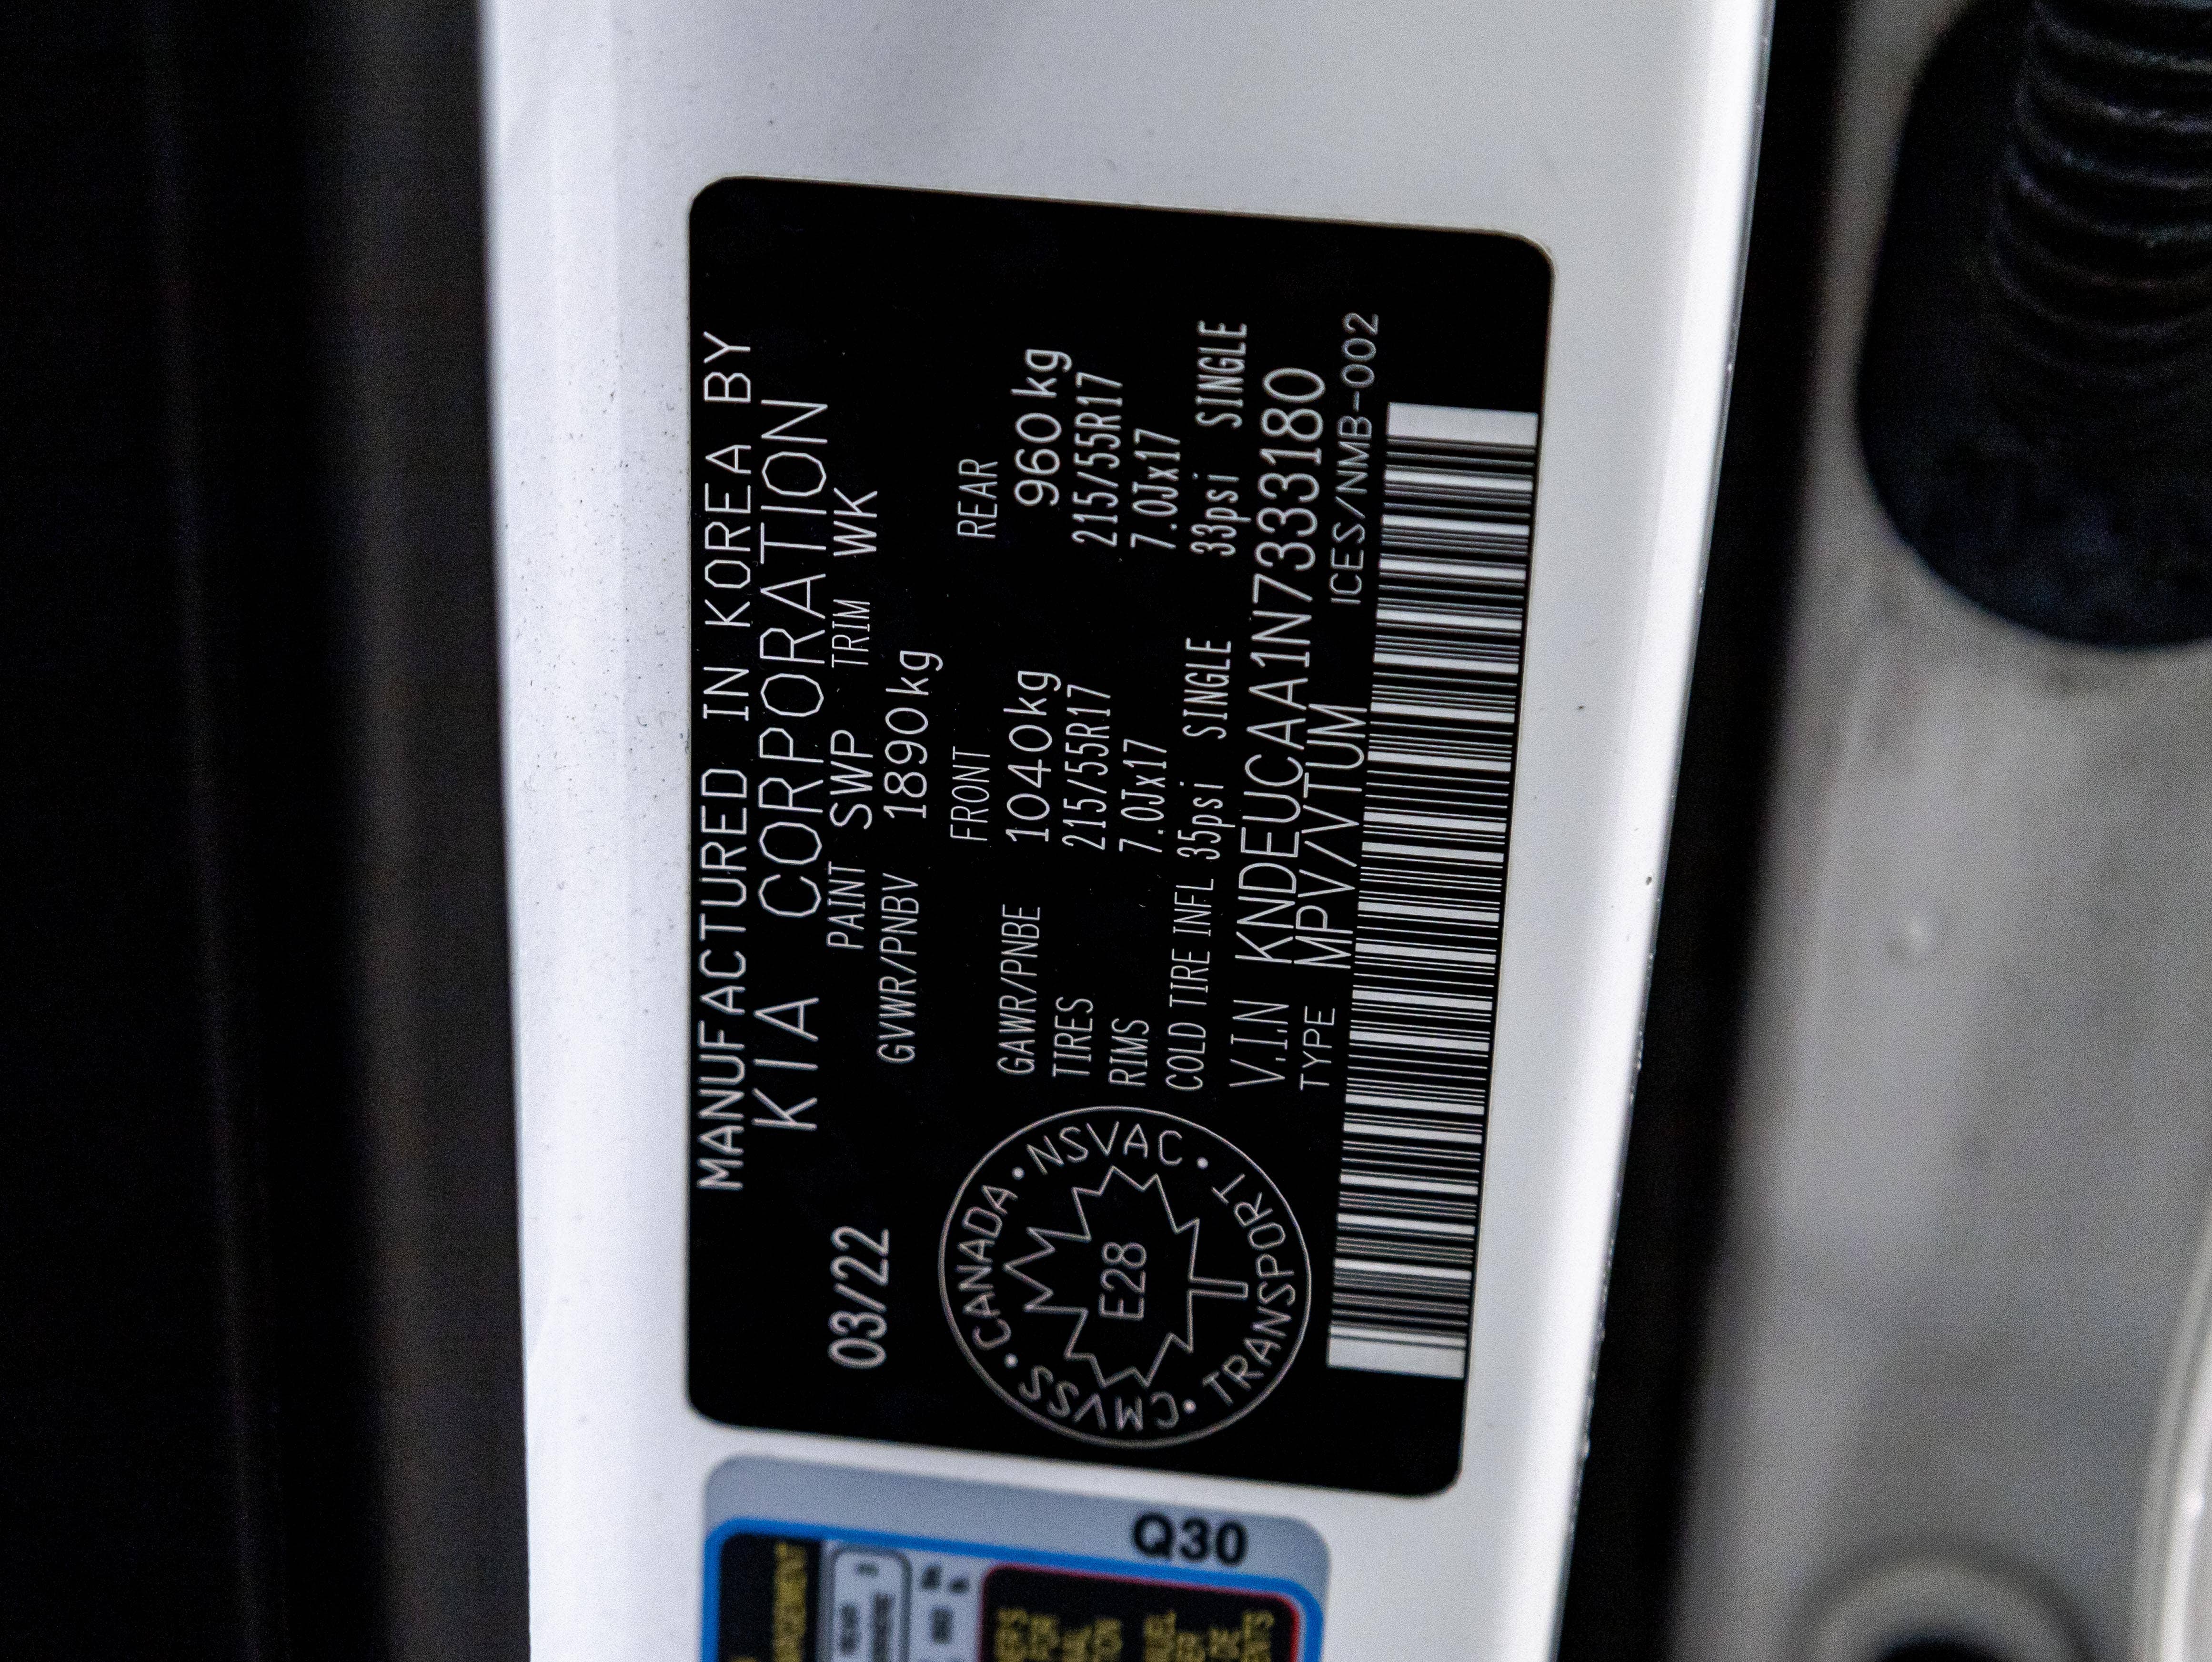 MANUFACTURED IN KOREA BY
KIA CORPORATION
03/22
PAINT SWP TRIM WK
GVWR/PNBV 1890kg
FRONT REAR
GAWR/PNBE 1040kg 960kg
TIRES 215/55R17 215/55R17
RIMS 7.0Jx17 7.0Jx17
COLD TIRE INFL 35psi SINGLE 33psi SINGLE
V.I.N KNDEUCAA1N7333180
TYPE MPV/VTUM ICES/NMB-002
CMVSS • CANADA • NSVAC • TRANSPORT •
E28
Q30